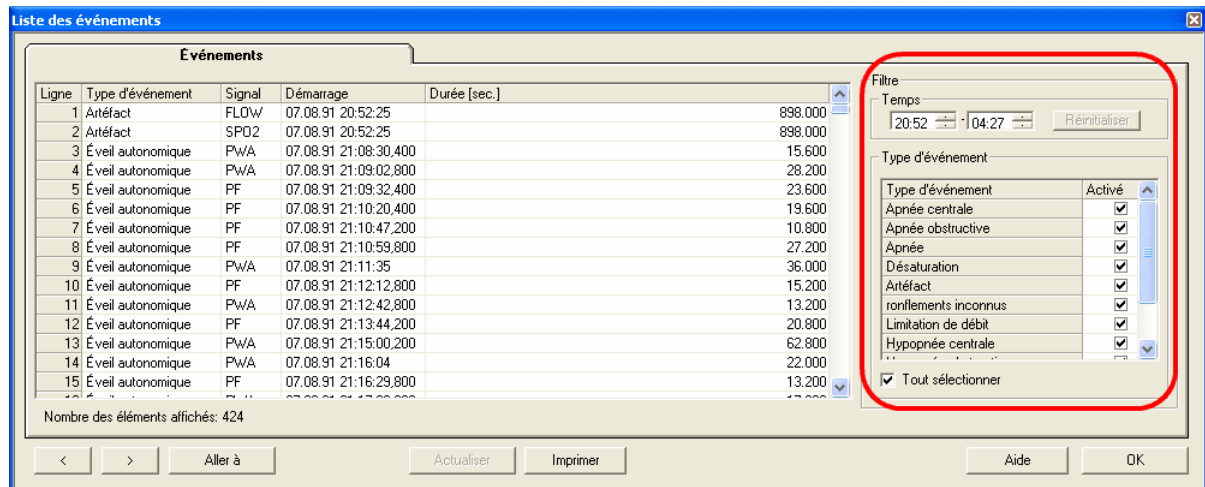 Liste des événements
Événements
Ligne Type d'événement Signal Démarrage Durée [sec.]
1 Artéfact FLOW 07.08.91 20:52:25 898.000
2 Artéfact SPO2 07.08.91 20:52:25 898.000
3 Éveil autonomique PWA 07.08.91 21:08:30,400 15.600
4 Éveil autonomique PWA 07.08.91 21:09:02,800 28.200
5 Éveil autonomique PF 07.08.91 21:09:32,400 23.600
6 Éveil autonomique PF 07.08.91 21:10:20,400 19.600
7 Éveil autonomique PF 07.08.91 21:10:47,200 10.800
8 Éveil autonomique PF 07.08.91 21:10:59,800 27.200
9 Éveil autonomique PWA 07.08.91 21:11:35 36.000
10 Éveil autonomique PF 07.08.91 21:12:12,800 15.200
11 Éveil autonomique PWA 07.08.91 21:12:42,800 13.200
12 Éveil autonomique PF 07.08.91 21:13:44,200 20.800
13 Éveil autonomique PWA 07.08.91 21:15:00,200 62.800
14 Éveil autonomique PWA 07.08.91 21:16:04 22.000
15 Éveil autonomique PF 07.08.91 21:16:29,800 13.200
Nombre des éléments affichés: 424
Filtre
Temps
20:52 - 04:27 Réinitialiser
Type d'événement
Type d'événement Activé
Apnée centrale
Apnée obstructive
Apnée
Désaturation
Artéfact
ronflements inconnus
Limitation de débit
Hypopnée centrale
Tout sélectionner
< > Aller à Actualiser Imprimer Aide OK